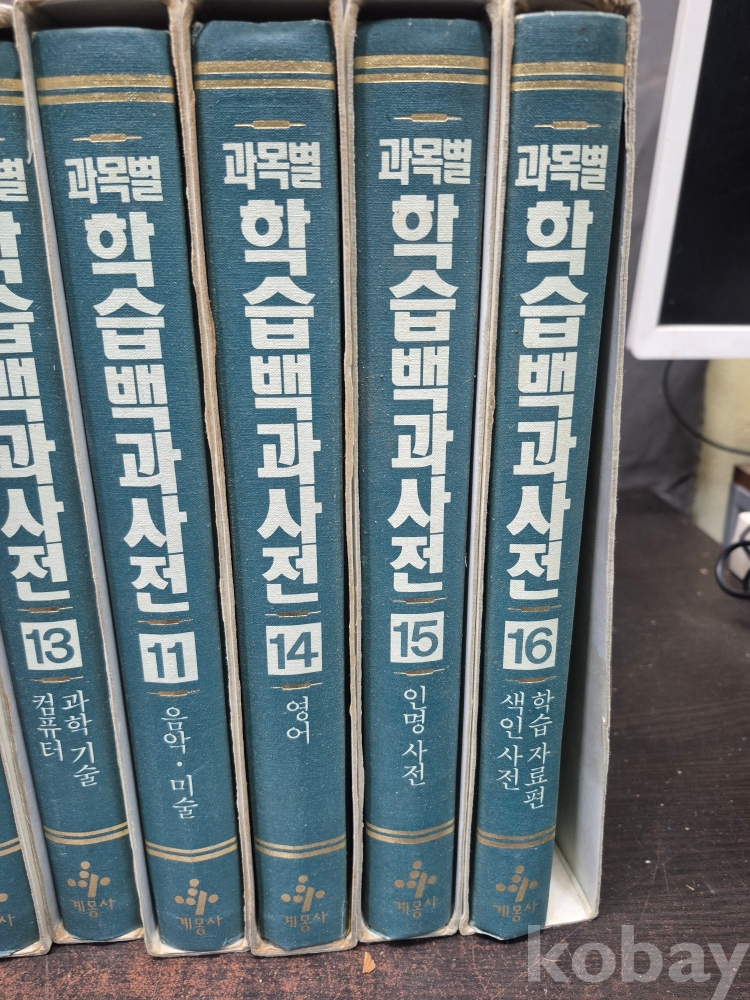 과목별
학습백과사전
13
과학 기술
컴퓨터
계몽사
과목별
학습백과사전
11
음악·미술
계몽사
과목별
학습백과사전
14
영어
계몽사
과목별
학습백과사전
15
인명 사전
계몽사
과목별
학습백과사전
16
학습 자료편
색인 사전
계몽사
kobay